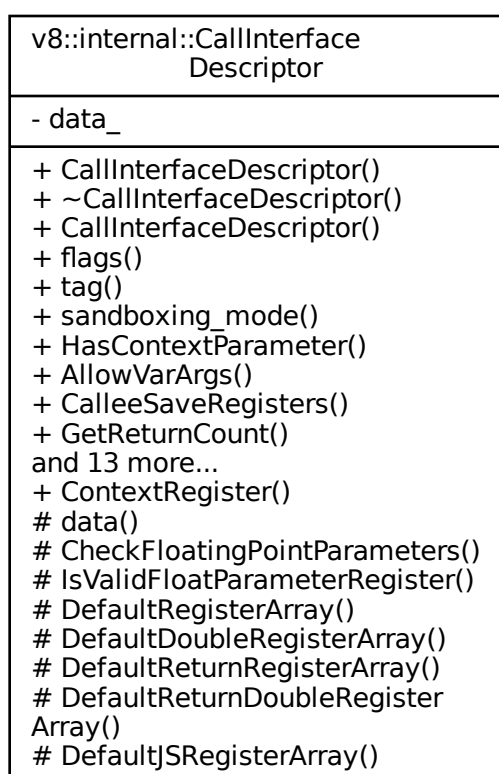 v8::internal::CallInterface
Descriptor
- data_
+ CallInterfaceDescriptor()
+ ~CallInterfaceDescriptor()
+ CallInterfaceDescriptor()
+ flags()
+ tag()
+ sandboxing_mode()
+ HasContextParameter()
+ AllowVarArgs()
+ CalleeSaveRegisters()
+ GetReturnCount()
and 13 more...
+ ContextRegister()
# data()
# CheckFloatingPointParameters()
# IsValidFloatParameterRegister()
# DefaultRegisterArray()
# DefaultDoubleRegisterArray()
# DefaultReturnRegisterArray()
# DefaultReturnDoubleRegister
Array()
# DefaultJSRegisterArray()